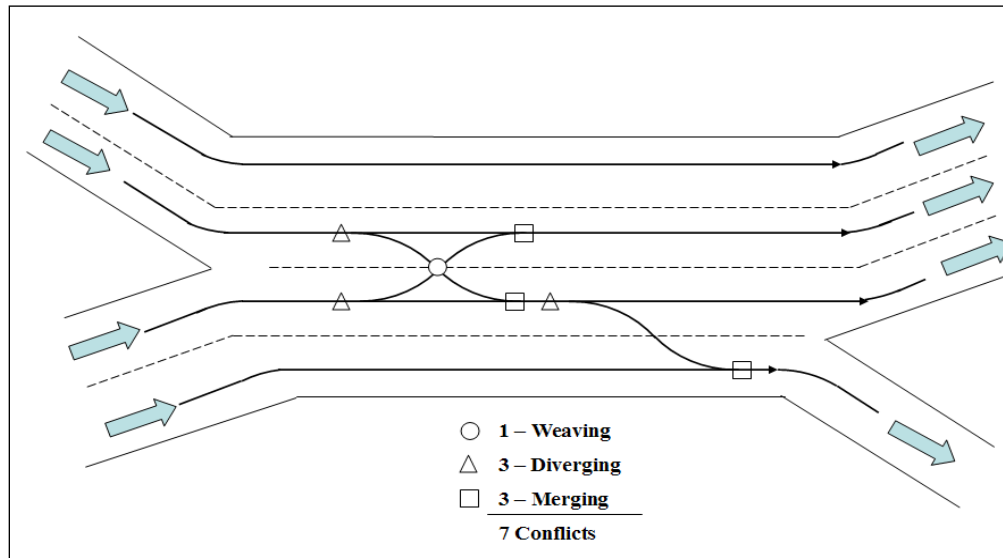 1 – Weaving
3 – Diverging
3 – Merging
7 Conflicts